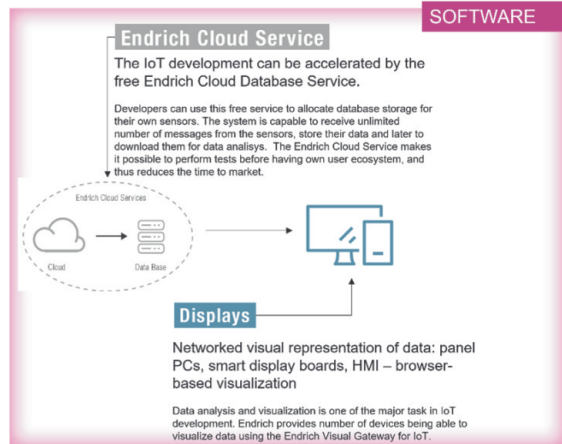 SOFTWARE
Endrich Cloud Service
The IoT development can be accelerated by the
free Endrich Cloud Database Service.
Developers can use this free service to allocate database storage for
their own sensors. The system is capable to receive unlimited
number of messages from the sensors, store their data and later to
download them for data analisys. The Endrich Cloud Service makes
it possible to perform tests before having own user ecosystem, and
thus reduces the time to market.
Endrich Cloud Services
Cloud
Data Base
Displays
Networked visual representation of data: panel
PCs, smart display boards, HMI – browser-
based visualization
Data analysis and visualization is one of the major task in IoT
development. Endrich provides number of devices being able to
visualize data using the Endrich Visual Gateway for IoT.